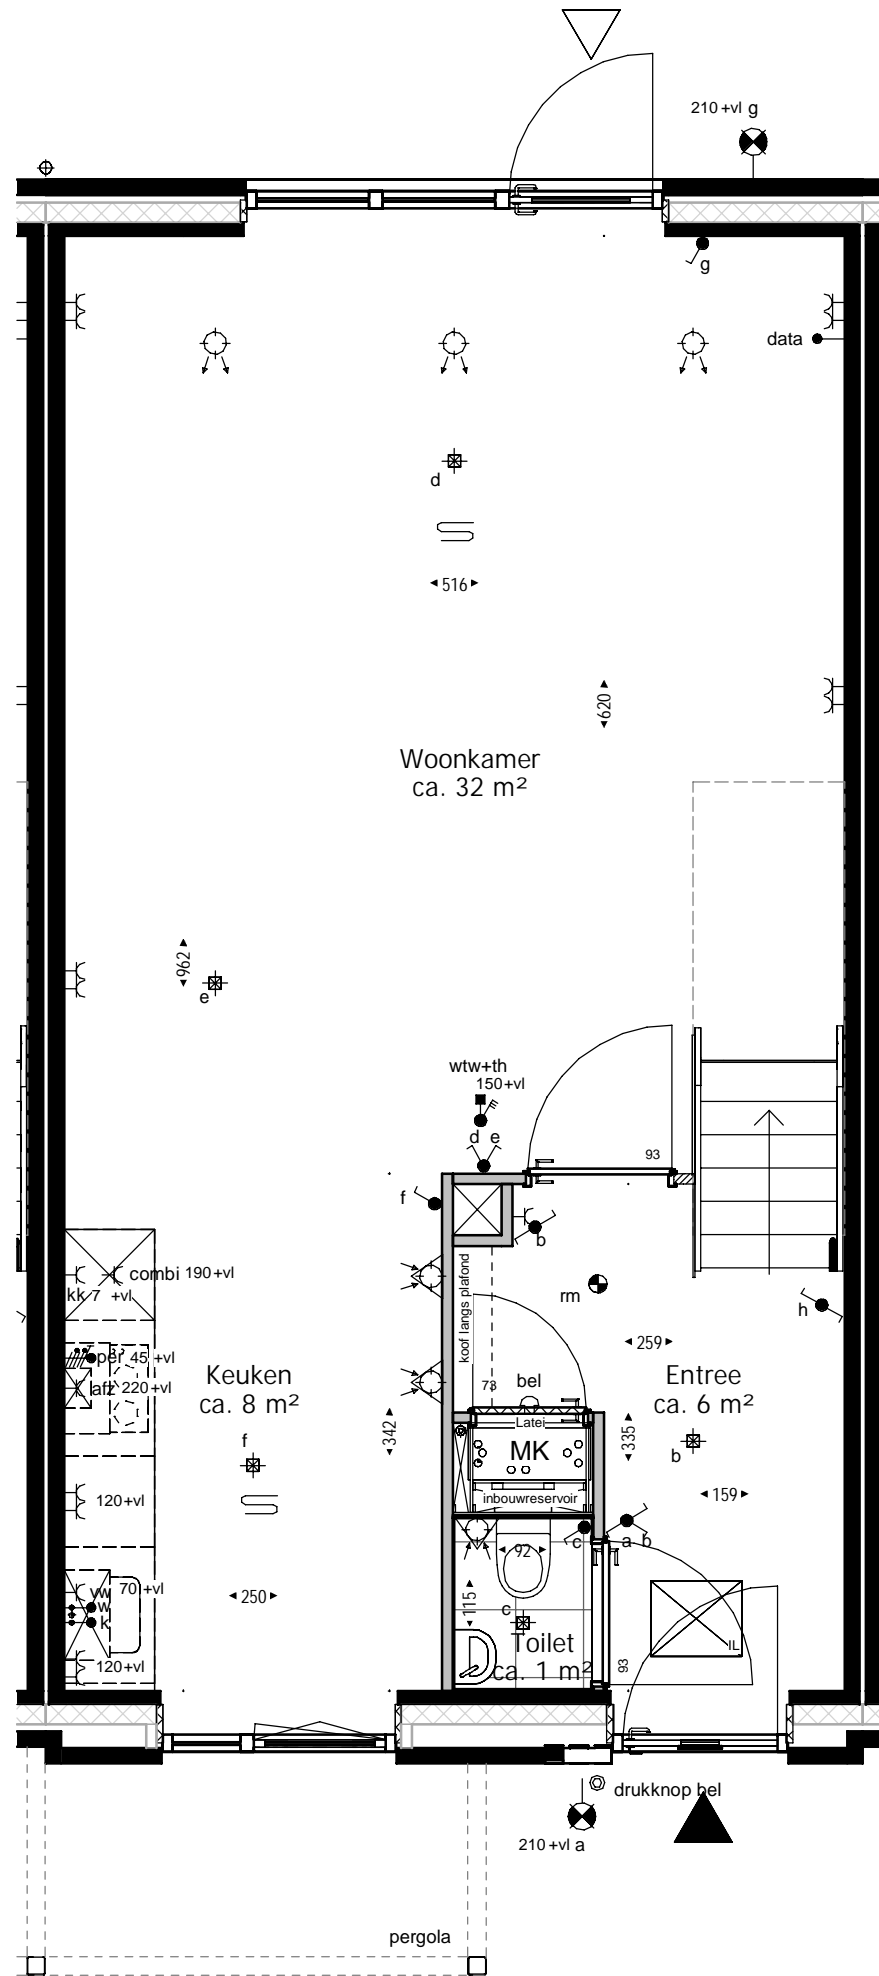 210+vl g
g
data
d
516
620
Woonkamer
ca. 32 m²
962
e
wtw+th
150+vl
d e
93
f
b
koof langs plafond
combi 190+vl
kk 7 +vl
rm
h
259
per 45 +vl
afz 220+vl
Keuken
ca. 8 m²
73
bel
Entree
ca. 6 m²
342
Latei
MK
335
f
b
inbouwreservoir
159
120+vl
c
a b
92
vw 70 +vl
w
k
250
115
c
Toilet
ca. 1 m²
IL
93
120+vl
drukknop bel
210+vl a
pergola